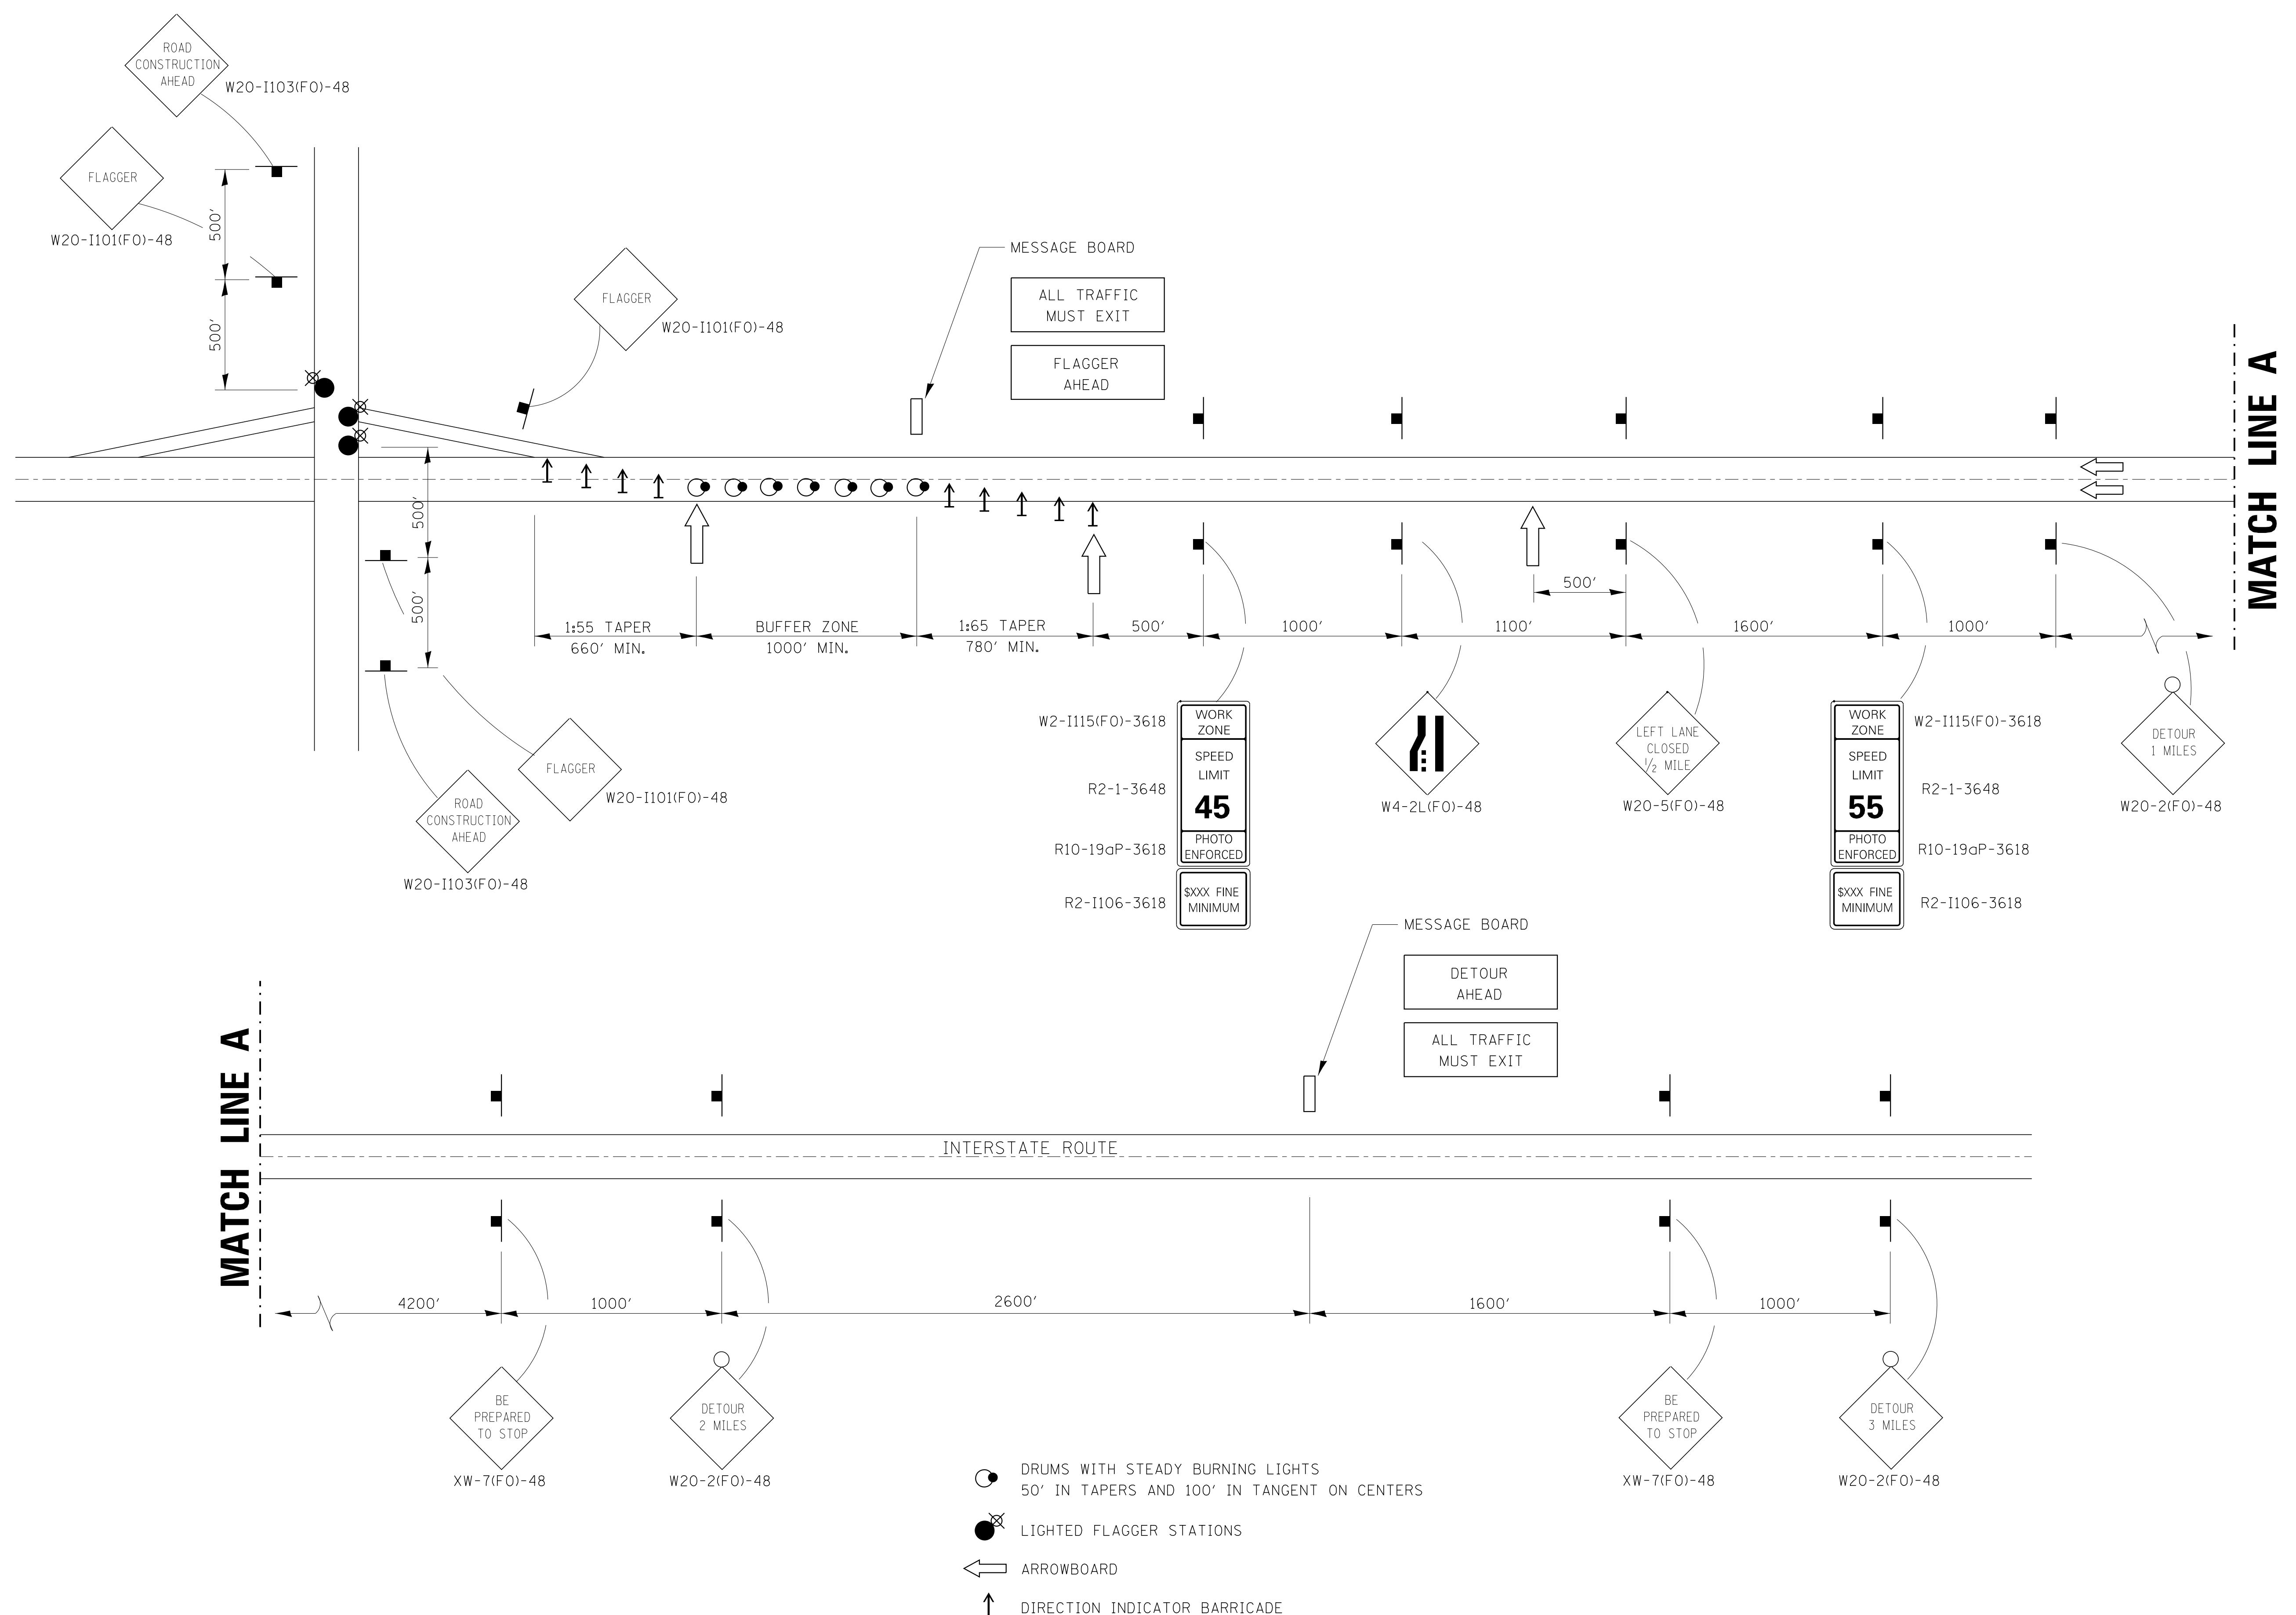 ROAD
CONSTRUCTION
AHEAD
W20-I103(FO)-48
FLAGGER
W20-I101(FO)-48
500'
500'
FLAGGER
W20-I101(FO)-48
MESSAGE BOARD
ALL TRAFFIC
MUST EXIT
FLAGGER
AHEAD
MATCH LINE A
500'
500'
1:55 TAPER
660' MIN.
BUFFER ZONE
1000' MIN.
1:65 TAPER
780' MIN.
500'
1000'
1100'
500'
1600'
1000'
FLAGGER
W20-I101(FO)-48
ROAD
CONSTRUCTION
AHEAD
W20-I103(FO)-48
W2-I115(FO)-3618
R2-1-3648
R10-19aP-3618
R2-I106-3618
WORK
ZONE
SPEED
LIMIT
45
PHOTO
ENFORCED
$XXX FINE
MINIMUM
W4-2L(FO)-48
LEFT LANE
CLOSED
1/2 MILE
W20-5(FO)-48
WORK
ZONE
SPEED
LIMIT
55
PHOTO
ENFORCED
$XXX FINE
MINIMUM
W2-I115(FO)-3618
R2-1-3648
R10-19aP-3618
R2-I106-3618
DETOUR
1 MILES
W20-2(FO)-48
MESSAGE BOARD
DETOUR
AHEAD
ALL TRAFFIC
MUST EXIT
MATCH LINE A
INTERSTATE ROUTE
4200'
1000'
2600'
1600'
1000'
BE
PREPARED
TO STOP
XW-7(FO)-48
DETOUR
2 MILES
W20-2(FO)-48
BE
PREPARED
TO STOP
XW-7(FO)-48
DETOUR
3 MILES
W20-2(FO)-48
DRUMS WITH STEADY BURNING LIGHTS
50' IN TAPERS AND 100' IN TANGENT ON CENTERS
LIGHTED FLAGGER STATIONS
ARROWBOARD
DIRECTION INDICATOR BARRICADE